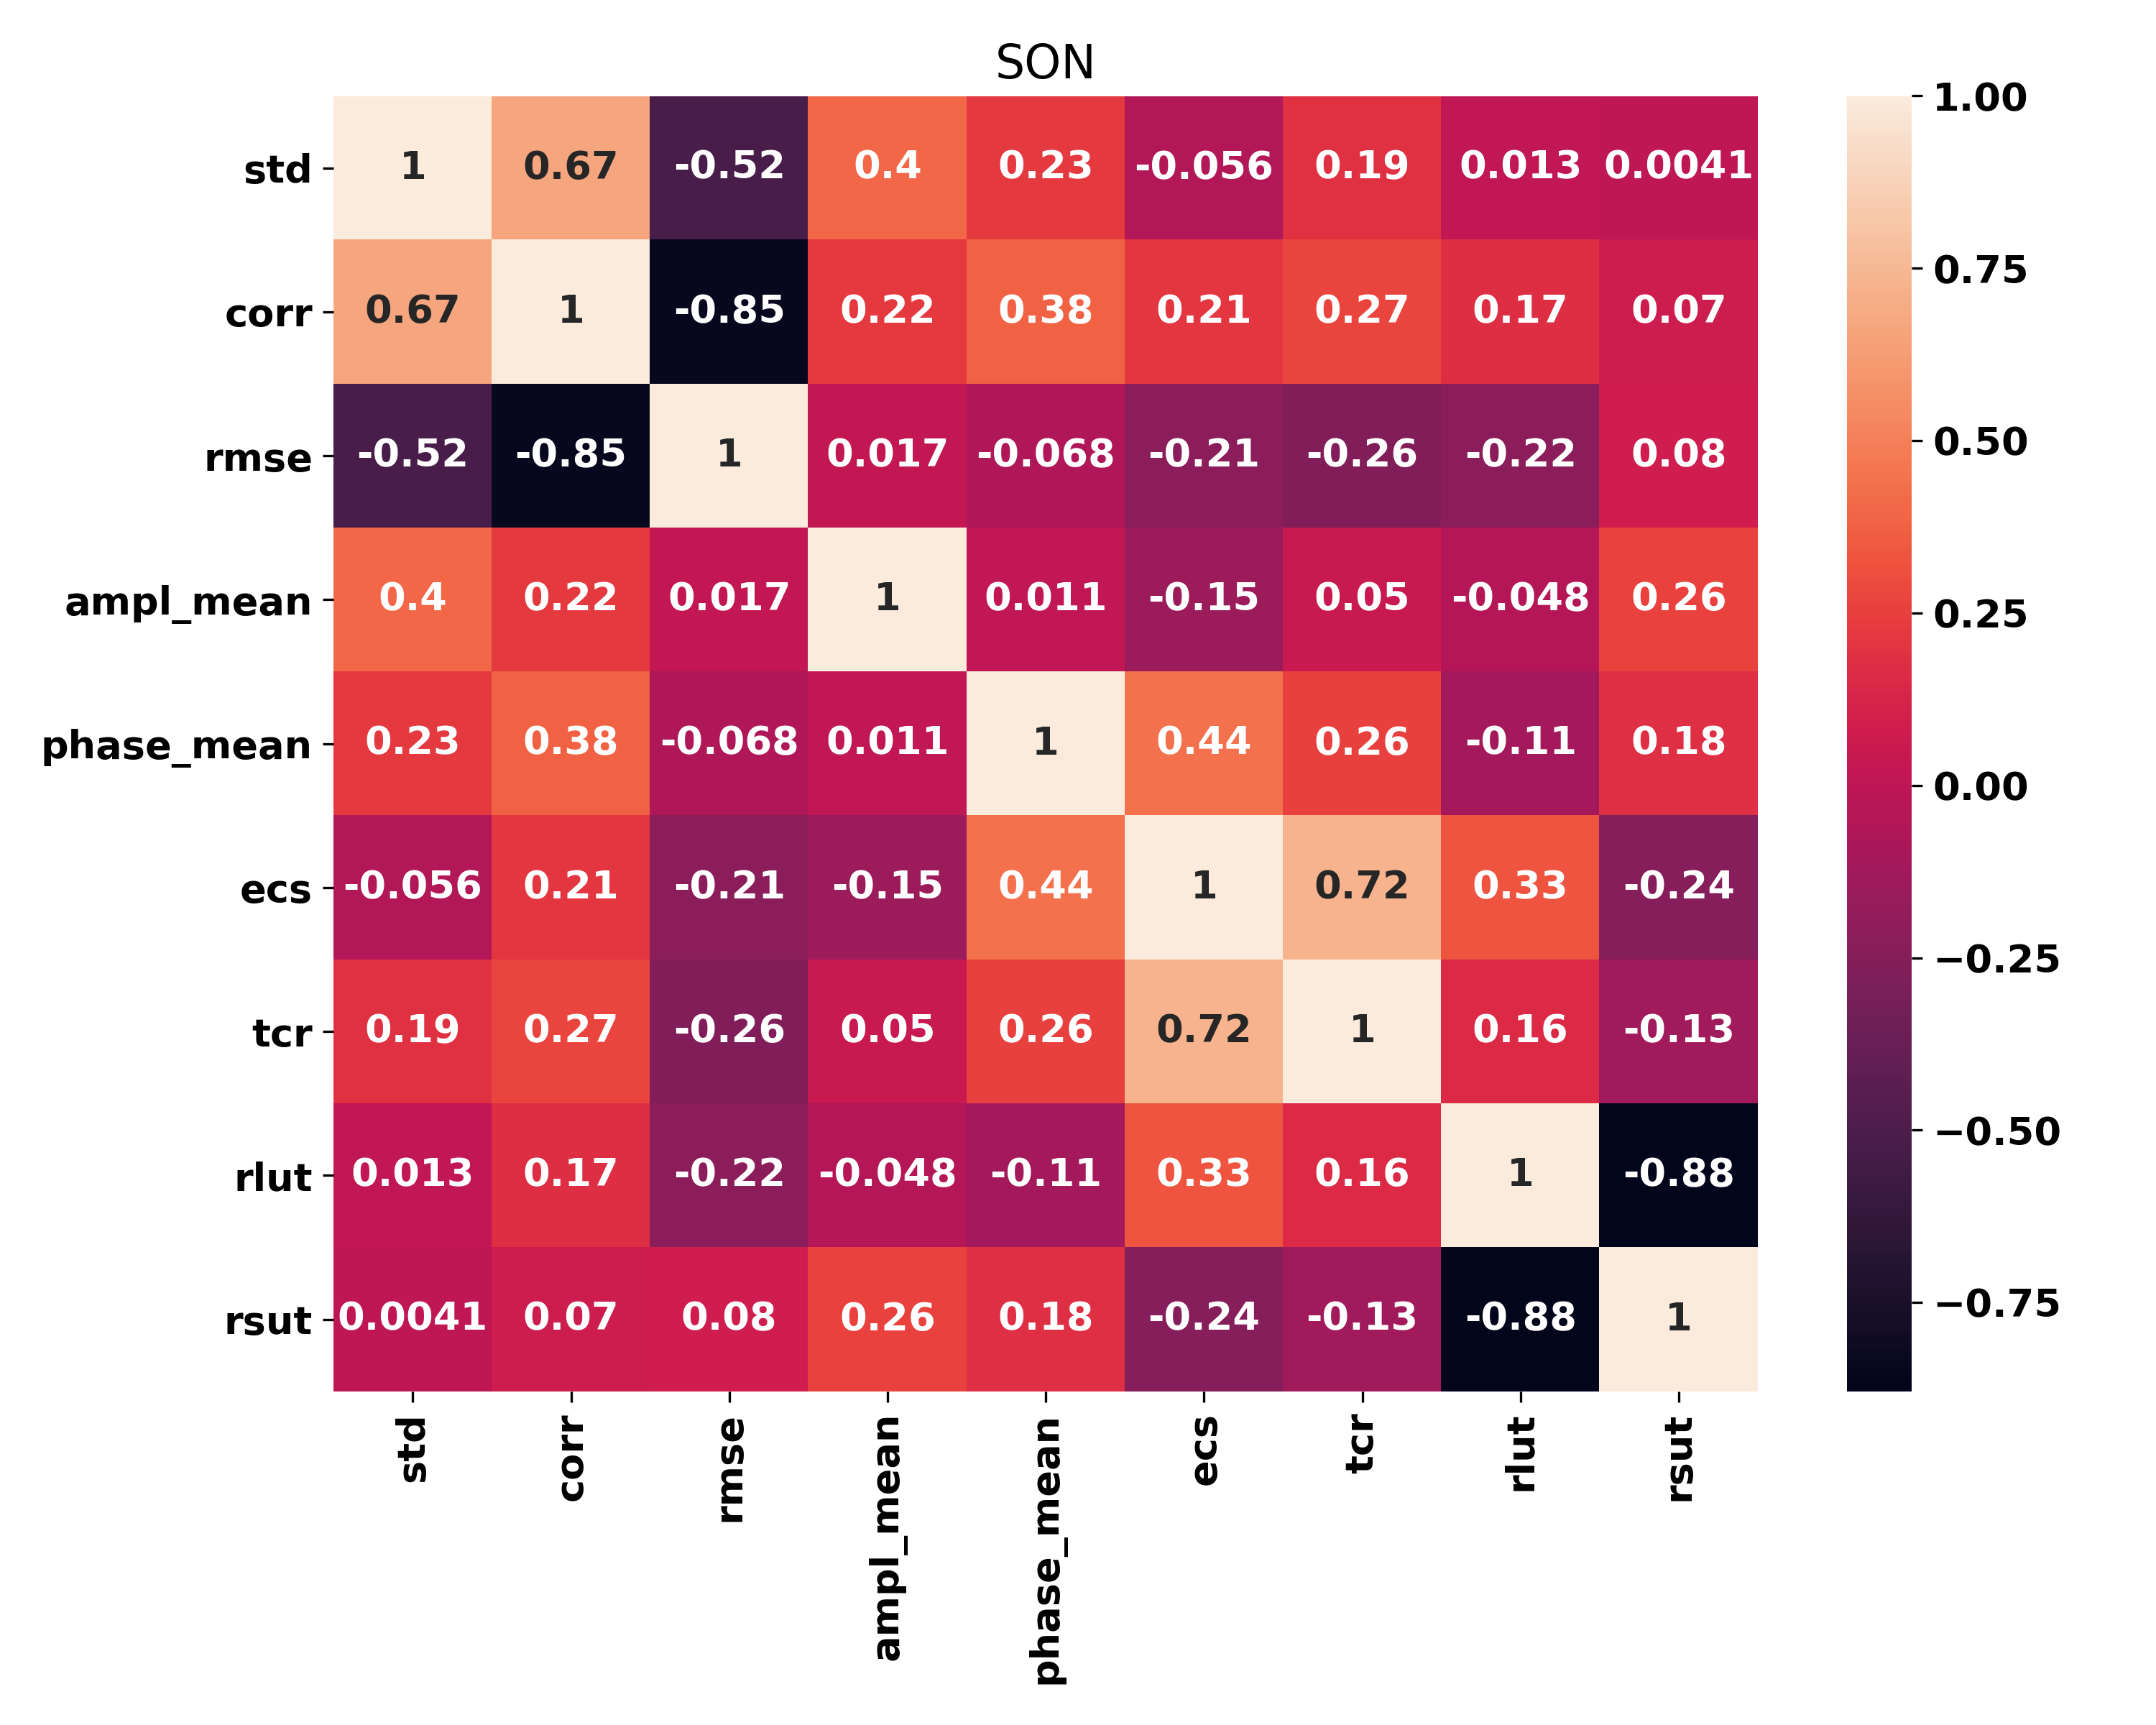 SON
std 1 0.67 -0.52 0.4 0.23 -0.056 0.19 0.013 0.0041
corr 0.67 1 -0.85 0.22 0.38 0.21 0.27 0.17 0.07
rmse -0.52 -0.85 1 0.017 -0.068 -0.21 -0.26 -0.22 0.08
ampl_mean 0.4 0.22 0.017 1 0.011 -0.15 0.05 -0.048 0.26
phase_mean 0.23 0.38 -0.068 0.011 1 0.44 0.26 -0.11 0.18
ecs -0.056 0.21 -0.21 -0.15 0.44 1 0.72 0.33 -0.24
tcr 0.19 0.27 -0.26 0.05 0.26 0.72 1 0.16 -0.13
rlut 0.013 0.17 -0.22 -0.048 -0.11 0.33 0.16 1 -0.88
rsut 0.0041 0.07 0.08 0.26 0.18 -0.24 -0.13 -0.88 1
std corr rmse ampl_mean phase_mean ecs tcr rlut rsut
1.00
0.75
0.50
0.25
0.00
−0.25
−0.50
−0.75